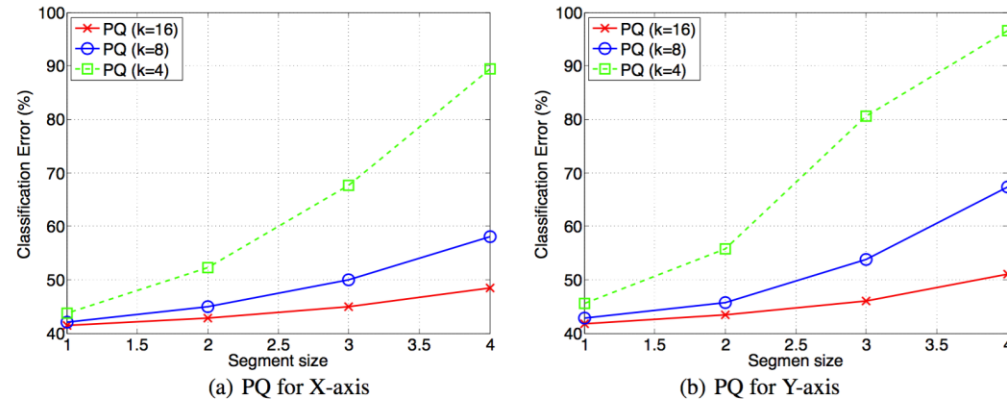 100
90
80
70
60
50
40
Classification Error (%)
PQ (k=16)
PQ (k=8)
PQ (k=4)
1 1.5 2 2.5 3 3.5 4
Segment size
(a) PQ for X-axis
100
90
80
70
60
50
40
Classification Error (%)
PQ (k=16)
PQ (k=8)
PQ (k=4)
1 1.5 2 2.5 3 3.5 4
Segmen size
(b) PQ for Y-axis